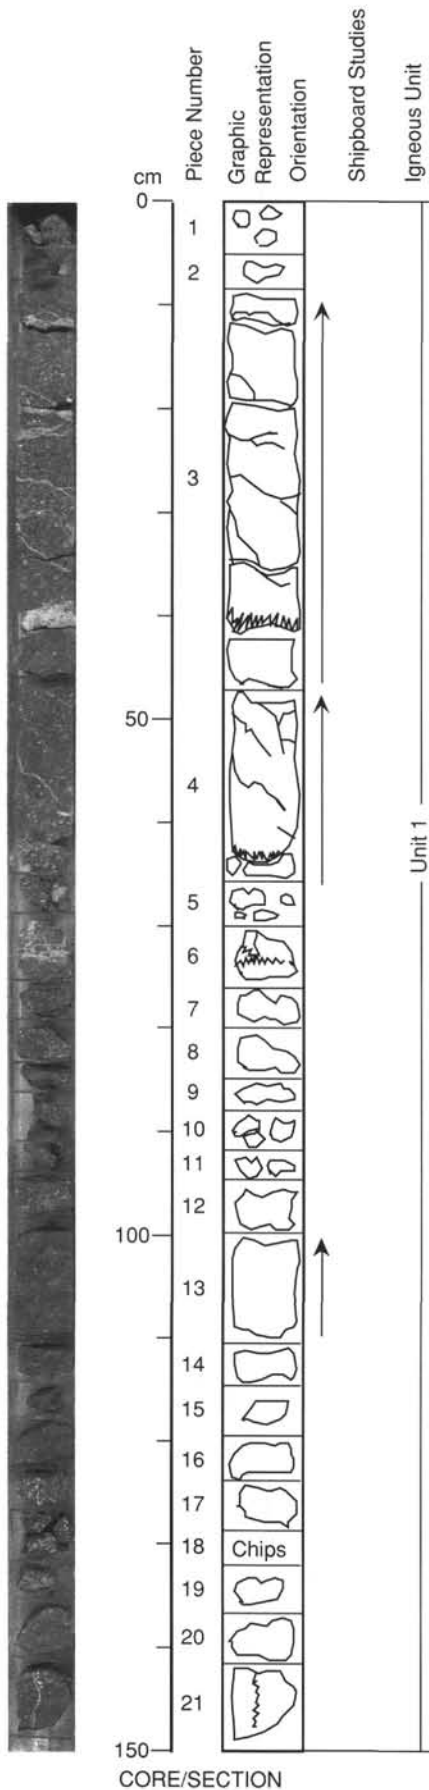 cm
Piece Number
Graphic
Representation
Orientation
Shipboard Studies
Igneous Unit
0
1
2
3
50
4
5
6
7
8
9
10
11
12
100
13
14
15
16
17
18
Chips
19
20
21
150
Unit 1
CORE/SECTION